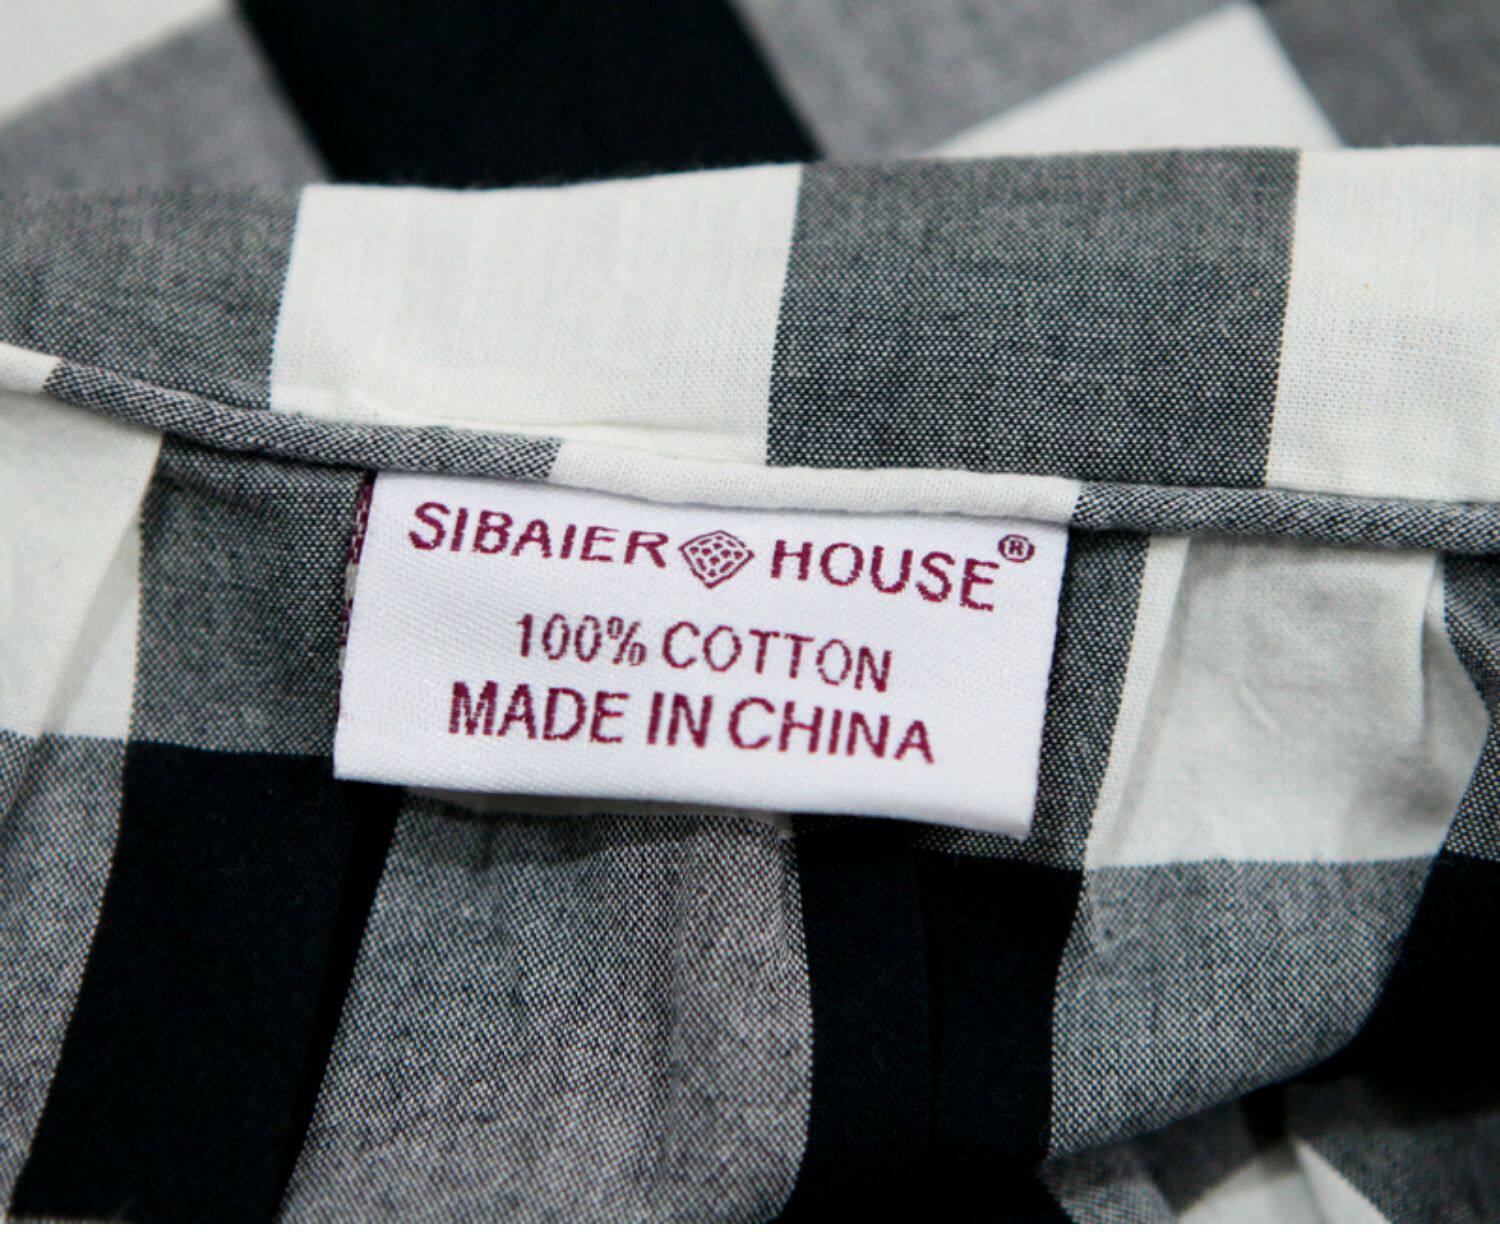 SIBAIER HOUSE®
100% COTTON
MADE IN CHINA